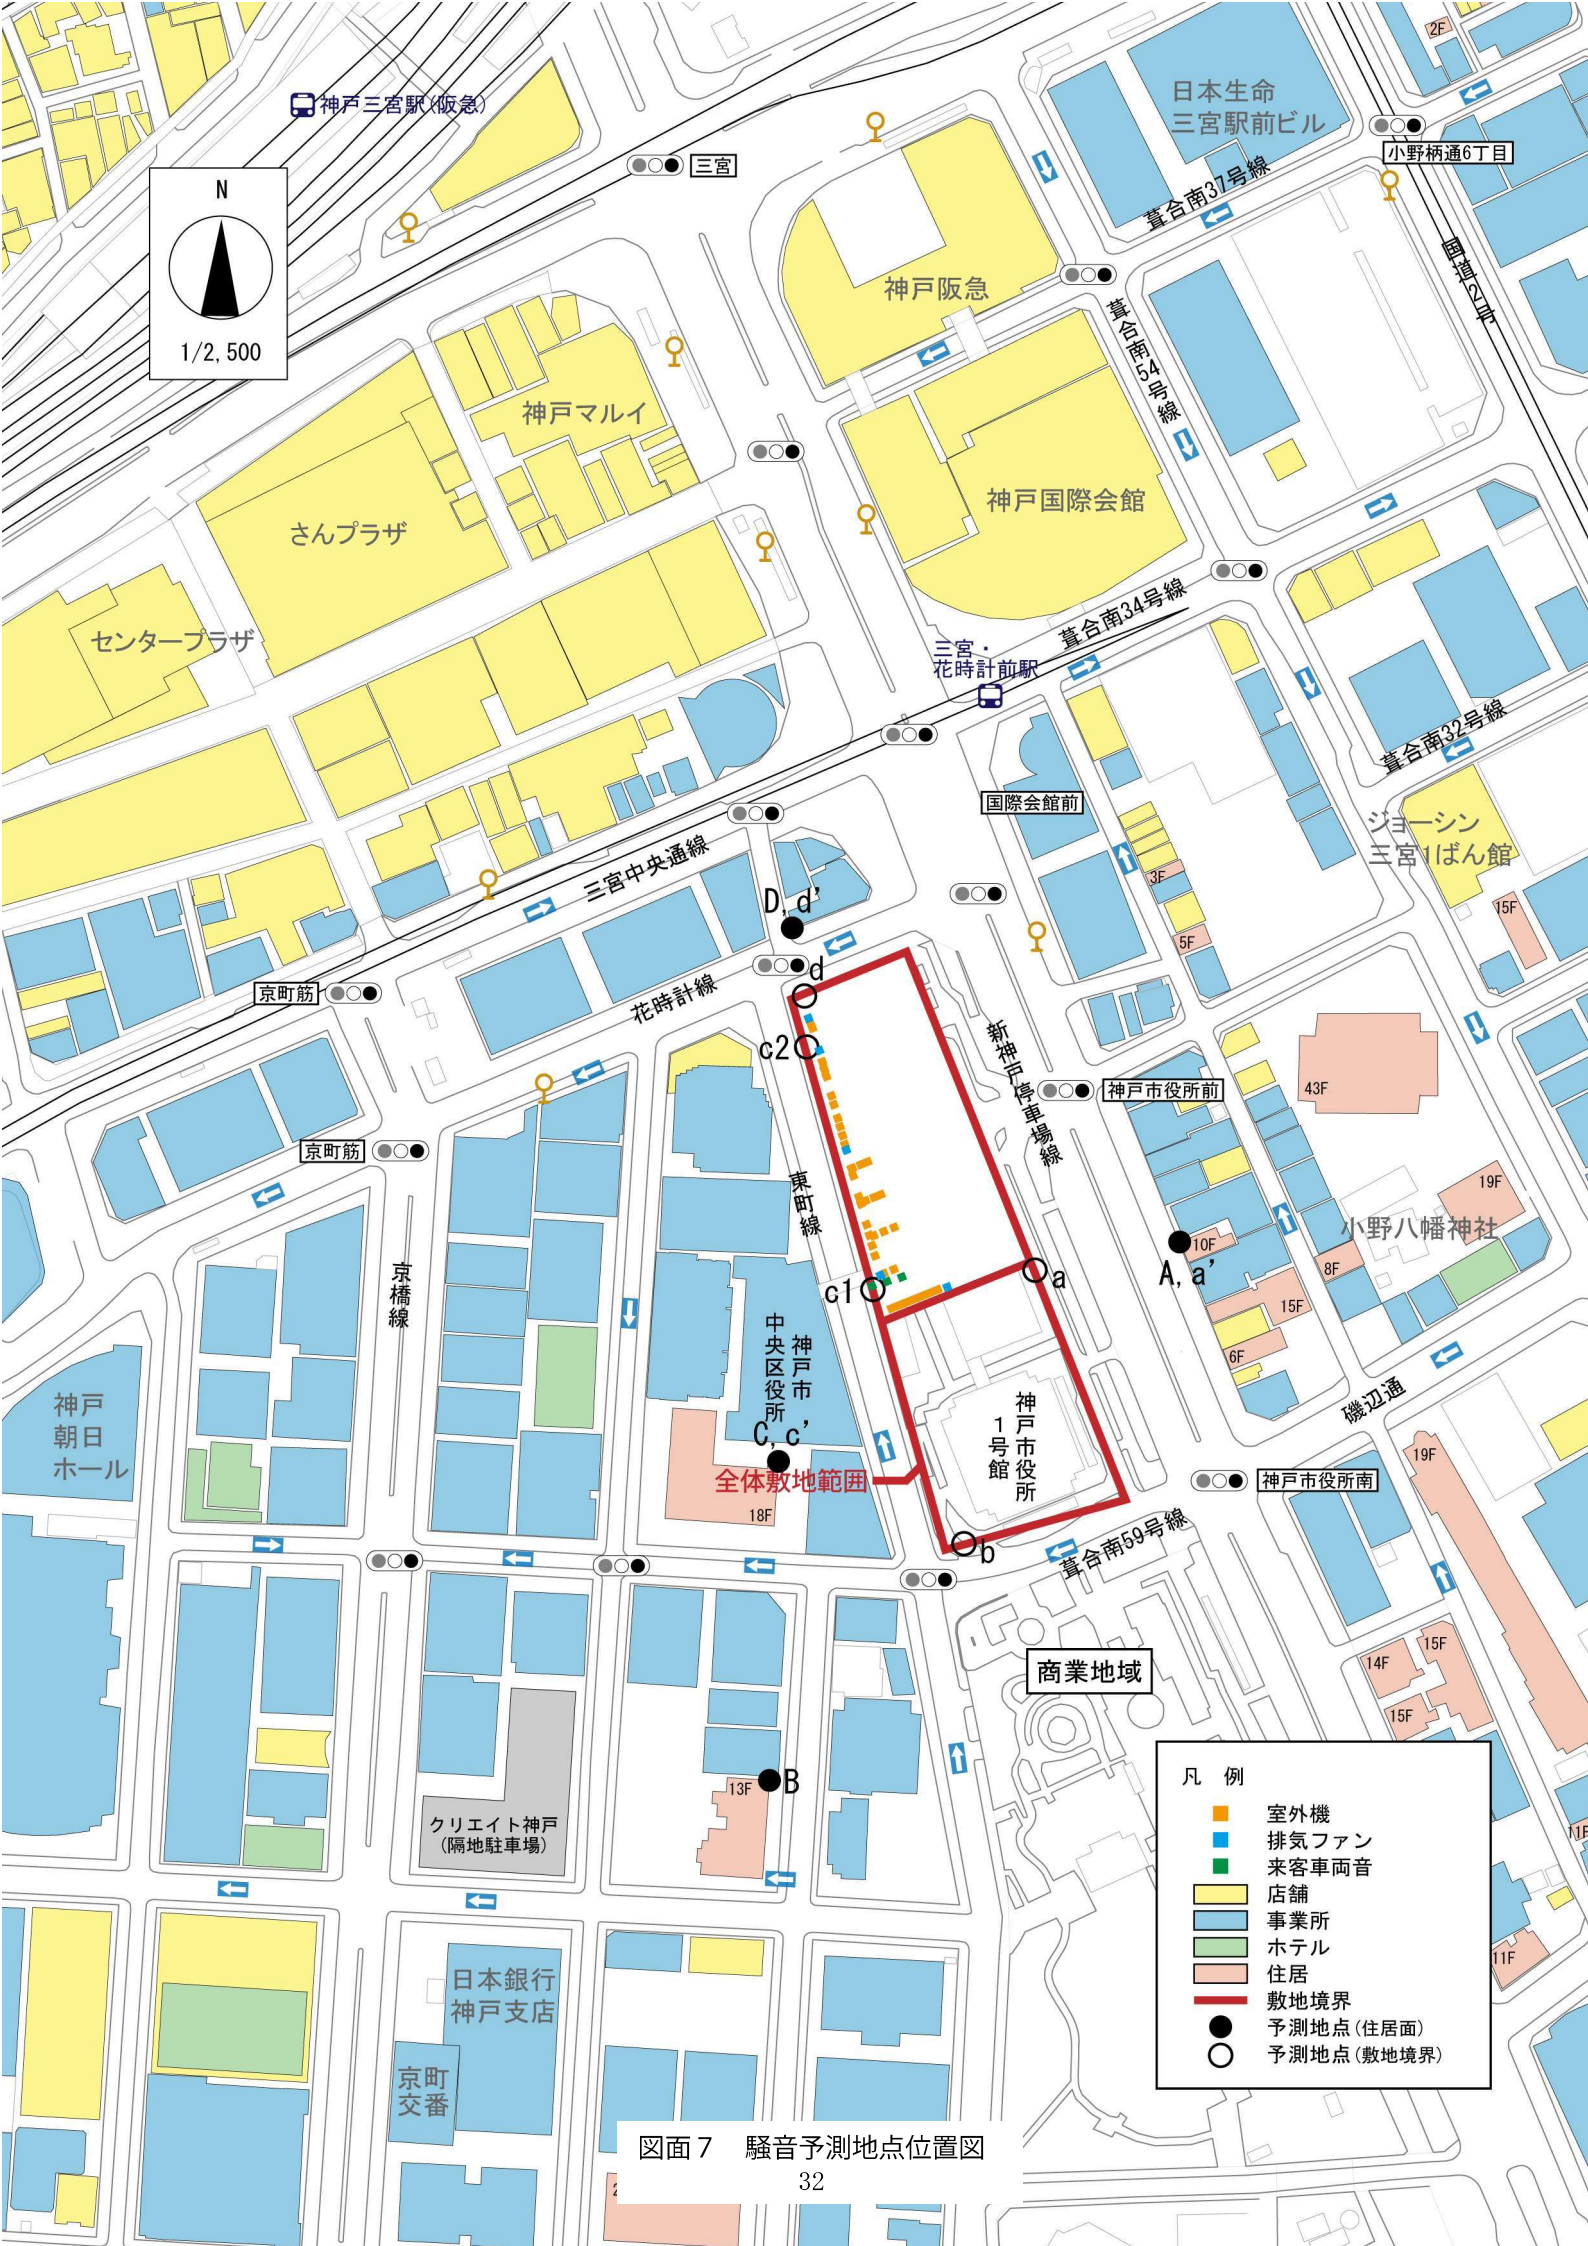 2F
日本生命
三宮駅前ビル
神戸三宮駅(阪急)
三宮
小野柄通6丁目
N
1/2,500
葺合南37号線
国道2号
神戸阪急
葺合南54号線
神戸マルイ
神戸国際会館
さんプラザ
センタープラザ
葺合南34号線
三宮・
花時計前駅
葺合南32号線
国際会館前
ジョーシン
三宮1ばん館
三宮中央通線
3F
15F
5F
D, d’
d
京町筋
花時計線
c2
新神戸停車場線
神戸市役所前
43F
京町筋
東町線
19F
小野八幡神社
10F
A, a’
8F
a
c1
京橋線
15F
6F
神戸市
中央区役所
神戸
朝日
ホール
磯辺通
神戸市役所
1号館
C, c’
全体敷地範囲
18F
19F
神戸市役所南
b
葺合南59号線
商業地域
14F
15F
15F
B
13F
クリエイト神戸
(隔地駐車場)
凡 例
室外機
排気ファン
来客車両音
店舗
事業所
ホテル
住居
敷地境界
予測地点(住居面)
予測地点(敷地境界)
11F
11F
日本銀行
神戸支店
京町
交番
図面7 騒音予測地点位置図
32